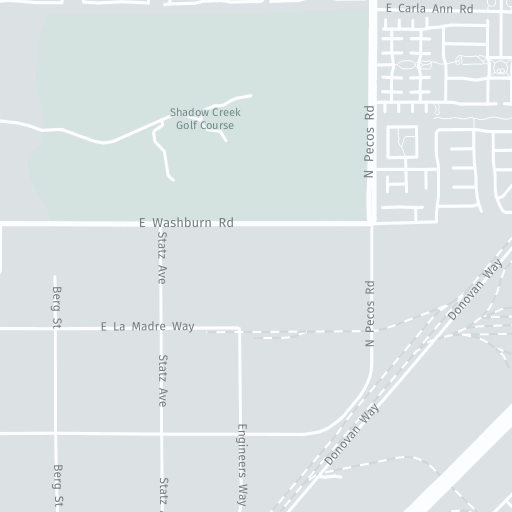 E Carla Ann Rd
Shadow Creek
Golf Course
N Pecos Rd
E Washburn Rd
Statz Ave
Donovan Way
Berg St
N Pecos Rd
E La Madre Way
Statz Ave
Donovan Way
Engineers Way
Berg St
Statz A